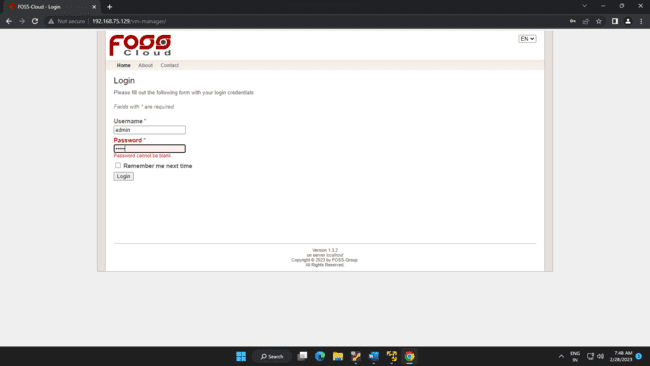 FOSS-Cloud - Login
Not secure | 192.168.75.129/vm-manager/
FOSS
Cloud
EN
Home About Contact
Login
Please fill out the following form with your login credentials:
Fields with * are required.
Username *
admin
Password *
•••••
Password cannot be blank.
Remember me next time
Login
Version 1.3.2
on server localhost
Copyright © 2023 by FOSS-Group.
All Rights Reserved.
Search
ENG
IN
7:48 AM
2/28/2023